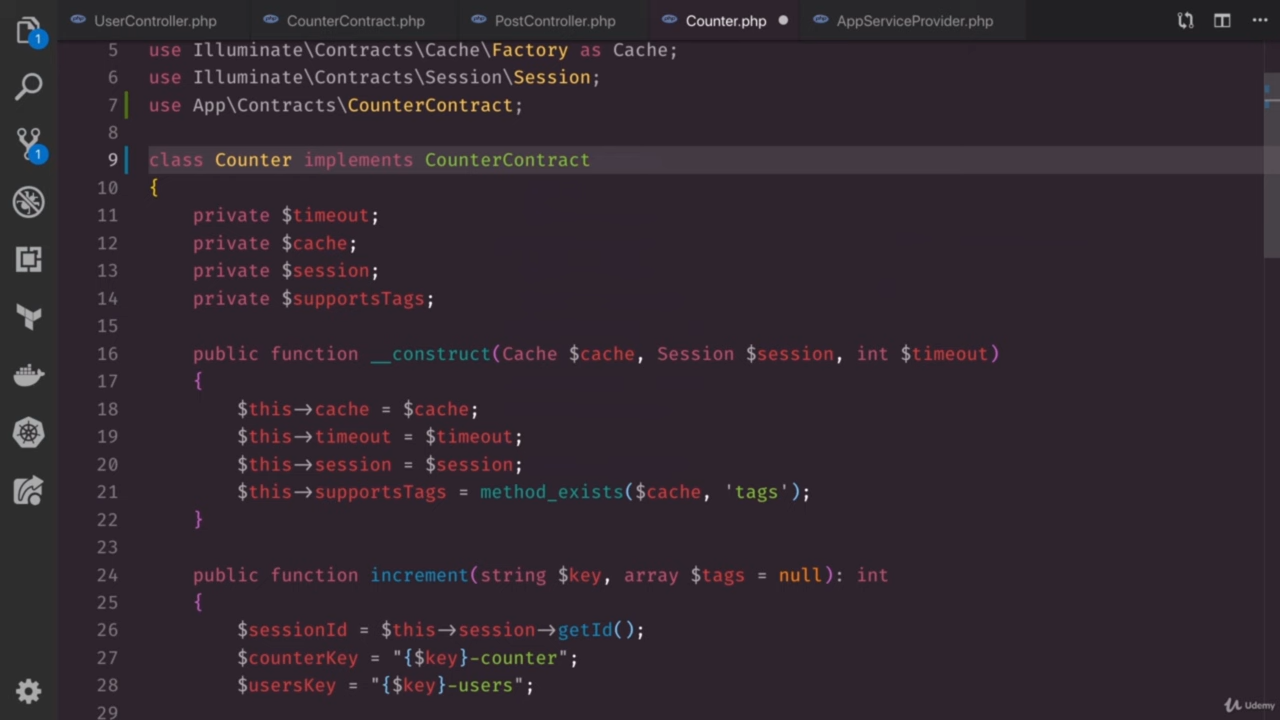 UserController.php CounterContract.php PostController.php Counter.php AppServiceProvider.php
1
1
5 use Illuminate\Contracts\Cache\Factory as Cache;
6 use Illuminate\Contracts\Session\Session;
7 use App\Contracts\CounterContract;
8
9 class Counter implements CounterContract
10 {
11 private $timeout;
12 private $cache;
13 private $session;
14 private $supportsTags;
15
16 public function __construct(Cache $cache, Session $session, int $timeout)
17 {
18 $this->cache = $cache;
19 $this->timeout = $timeout;
20 $this->session = $session;
21 $this->supportsTags = method_exists($cache, 'tags');
22 }
23
24 public function increment(string $key, array $tags = null): int
25 {
26 $sessionId = $this->session->getId();
27 $counterKey = "{$key}-counter";
28 $usersKey = "{$key}-users";
29
Udemy